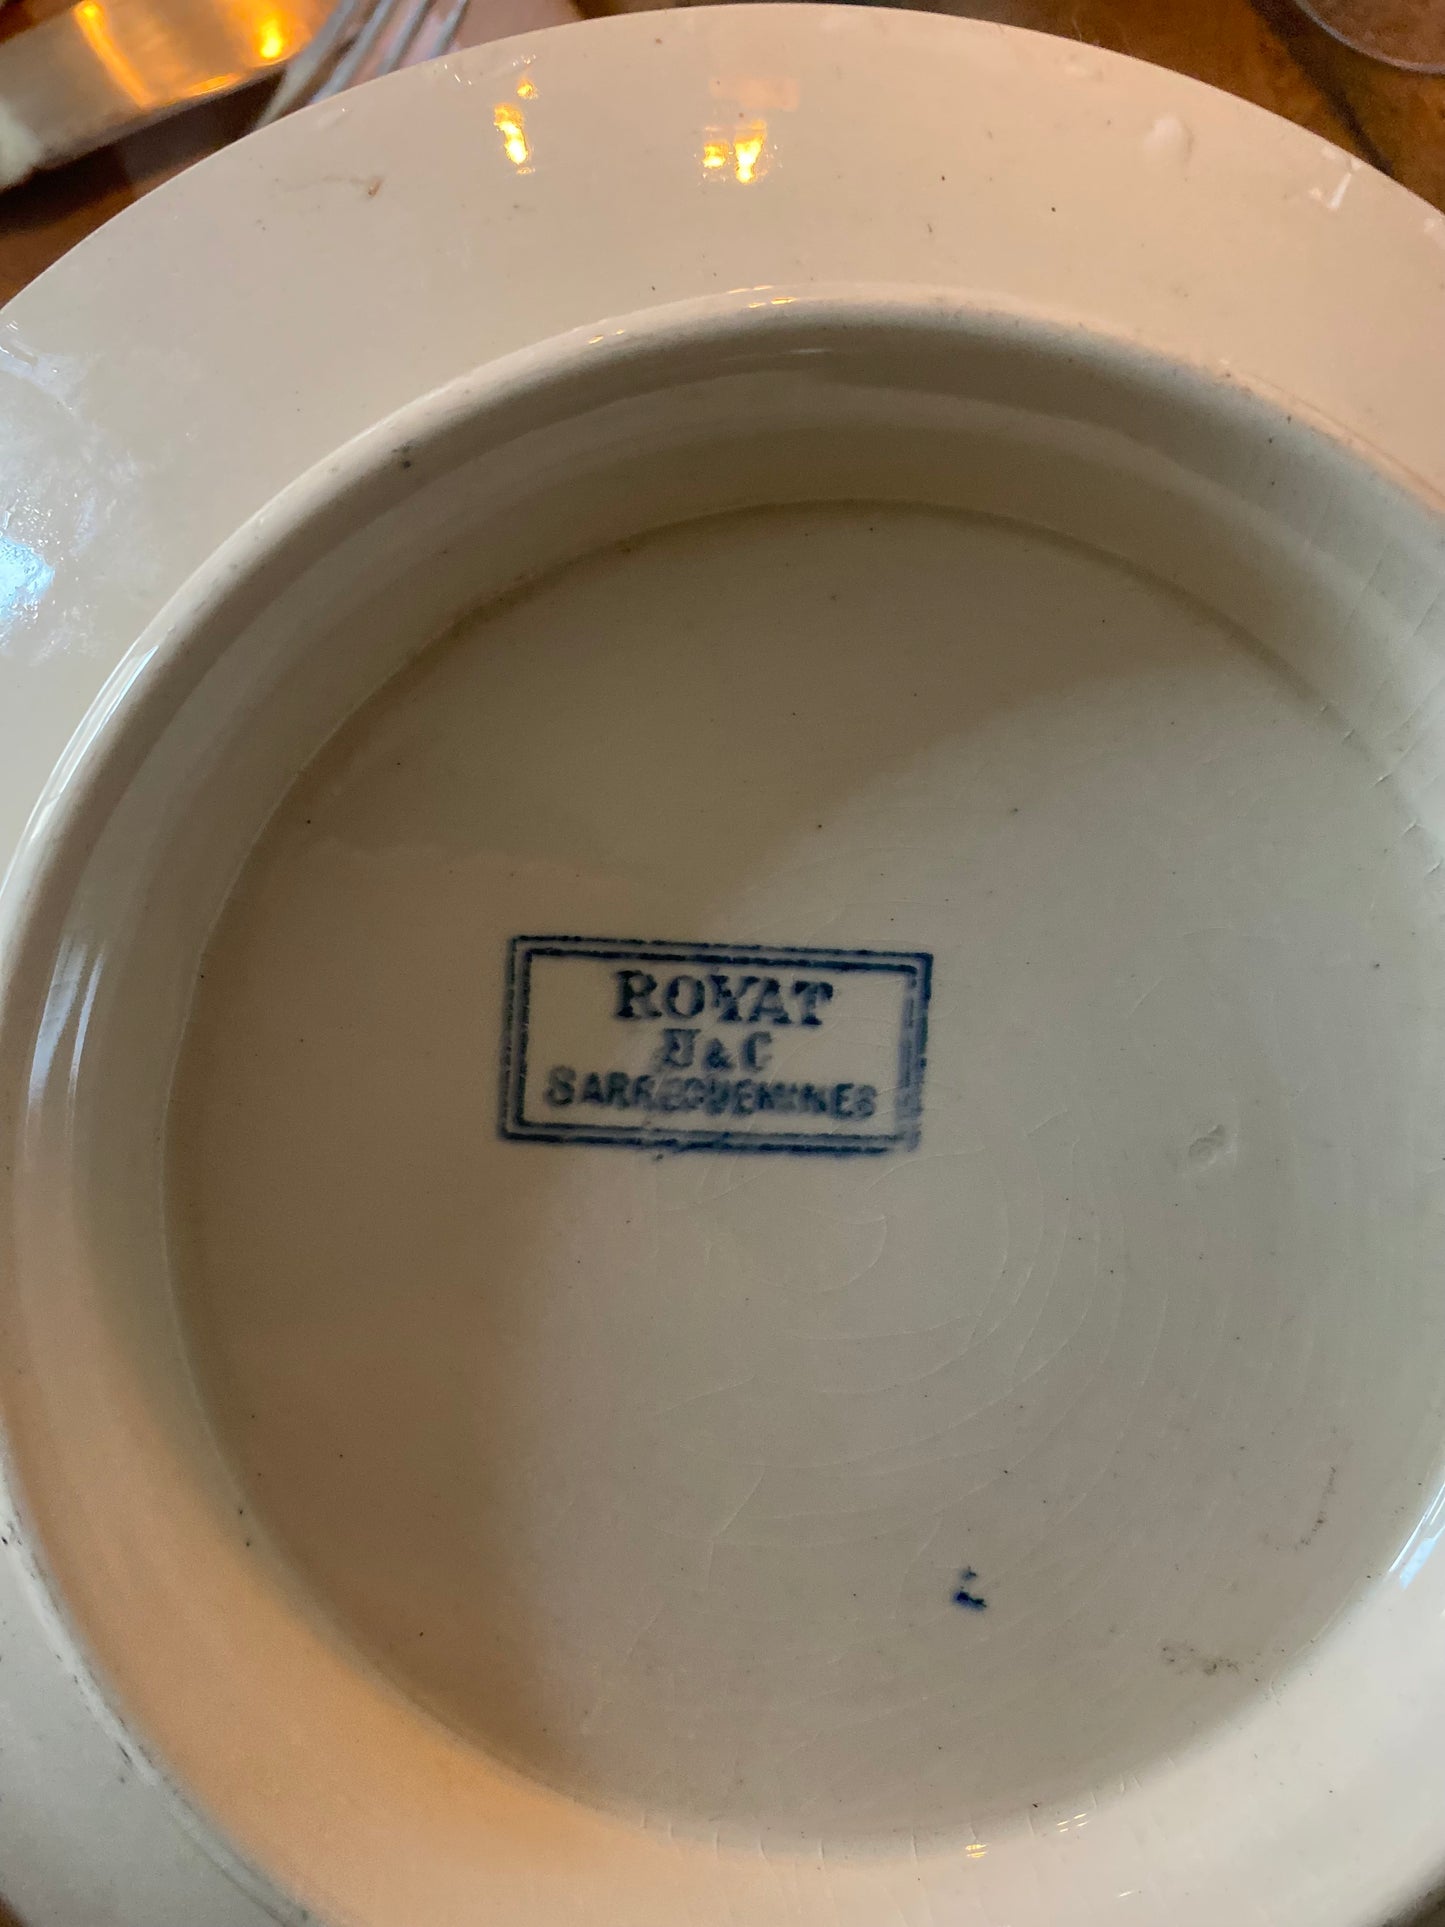 ROYAT
U & C
SARREGUEMINES